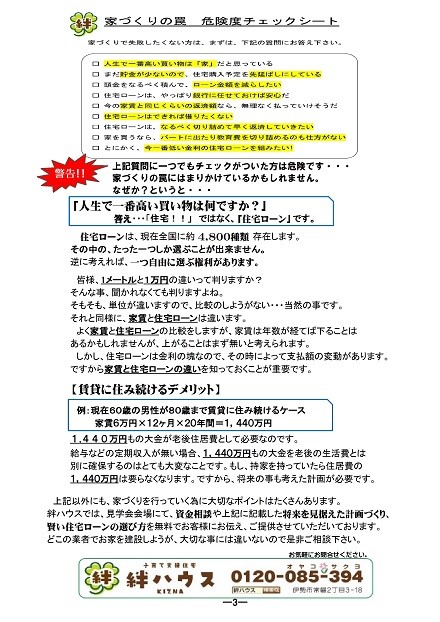 絆 家づくりの罠　危険度チェックシート
家づくりで失敗したくない方は、まずは、下記の質問にお答え下さい。
□ 人生で一番高い買い物は「家」だと思っている
□ まだ貯金が少ないので、住宅購入予定を先延ばしにしている
□ 頭金をなるべく積んで、ローン金額を減らしたい
□ 住宅ローンは、やっぱり銀行に任せておけば安心だ
□ 今の家賃と同じくらいの返済額なら、無理なく払っていけそうだ
□ 住宅ローンはできれば借りたくない
□ 住宅ローンは、なるべく切り詰めて早く返済していきたい
□ 家を買うなら、パートに出たり教育費を切り詰めるのも仕方がない
□ とにかく、今一番低い金利の住宅ローンを組みたい！
警告!!
上記質問に一つでもチェックがついた方は危険です・・・
家づくりの罠にはまりかけているかもしれません。
なぜか？というと・・・
『人生で一番高い買い物は何ですか？』
答え・・・「住宅！！」 ではなく、『住宅ローン』です。
住宅ローンは、現在全国に約 4,800種類 存在します。
その中の、たった一つしか選ぶことが出来ません。
逆に考えれば、一つ自由に選ぶ権利があります。
皆様、1メートルと1万円の違いって判りますか？
そんな事、聞かれなくても判りますよね。
そもそも、単位が違いますので、比較のしようがない・・・当然の事です。
それと同様に、家賃と住宅ローンは違います。
よく家賃と住宅ローンの比較をしますが、家賃は年数が経てば下ることは
あるかもしれませんが、上がることはまず無いと考えられます。
しかし、住宅ローンは金利の塊なので、その時によって支払額の変動があります。
ですから家賃と住宅ローンの違いを知っておくことが重要です。
【賃貸に住み続けるデメリット】
例：現在60歳の男性が80歳まで賃貸に住み続けるケース
家賃6万円×12ヶ月×20年間＝1，440万円
１，４４０万円もの大金が老後住居費として必要なのです。
給与などの定期収入が無い場合、1，440万円もの大金を老後の生活費とは
別に確保するのはとても大変なことです。もし、持家を持っていたら住居費の
1，440万円は要らなくなります。ですから、将来の事も考えた計画が必要です。
上記以外にも、家づくりを行っていく為に大切なポイントはたくさんあります。
絆ハウスでは、見学会会場にて、資金相談や上記に記載した将来を見据えた計画づくり、
賢い住宅ローンの選び方を無料でお客様にお伝え、ご提供させていただいております。
どこの業者でお家を建設しようが、大切な事には違いないので是非ご相談下さい。
お気軽にお問合せください。
絆 子育て支援住宅
絆ハウス
KIZNA
オヤコ サクヨ
0120-085-394
絆ハウス
伊勢市常磐2丁目3-18
―3―